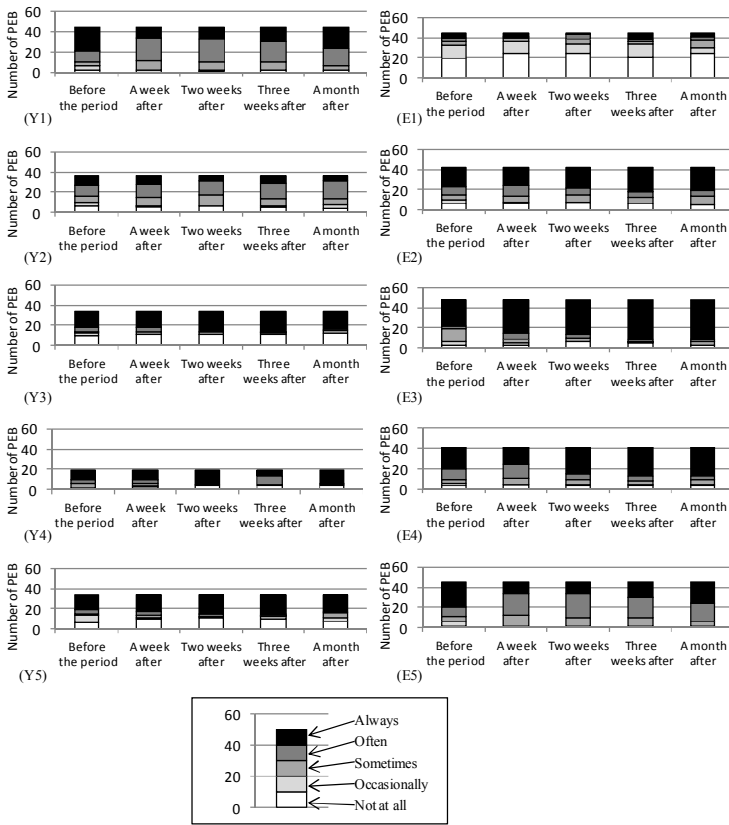 Number of PEB
60
40
20
0
Before the period
A week after
Two weeks after
Three weeks after
A month after
(Y1)
Number of PEB
60
40
20
0
Before the period
A week after
Two weeks after
Three weeks after
A month after
(E1)
Number of PEB
60
40
20
0
Before the period
A week after
Two weeks after
Three weeks after
A month after
(Y2)
Number of PEB
60
40
20
0
Before the period
A week after
Two weeks after
Three weeks after
A month after
(E2)
Number of PEB
60
40
20
0
Before the period
A week after
Two weeks after
Three weeks after
A month after
(Y3)
Number of PEB
60
40
20
0
Before the period
A week after
Two weeks after
Three weeks after
A month after
(E3)
Number of PEB
60
40
20
0
Before the period
A week after
Two weeks after
Three weeks after
A month after
(Y4)
Number of PEB
60
40
20
0
Before the period
A week after
Two weeks after
Three weeks after
A month after
(E4)
Number of PEB
60
40
20
0
Before the period
A week after
Two weeks after
Three weeks after
A month after
(Y5)
Number of PEB
60
40
20
0
Before the period
A week after
Two weeks after
Three weeks after
A month after
(E5)
60
40
20
0
Always
Often
Sometimes
Occasionally
Not at all